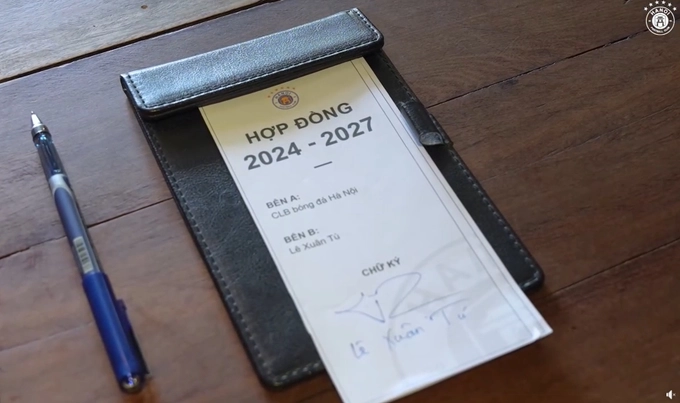 HỢP ĐỒNG
2024 - 2027
BÊN A:
CLB bóng đá Hà Nội
BÊN B:
Lê Xuân Tú
CHỮ KÝ
Lê Xuân Tú
HANOI